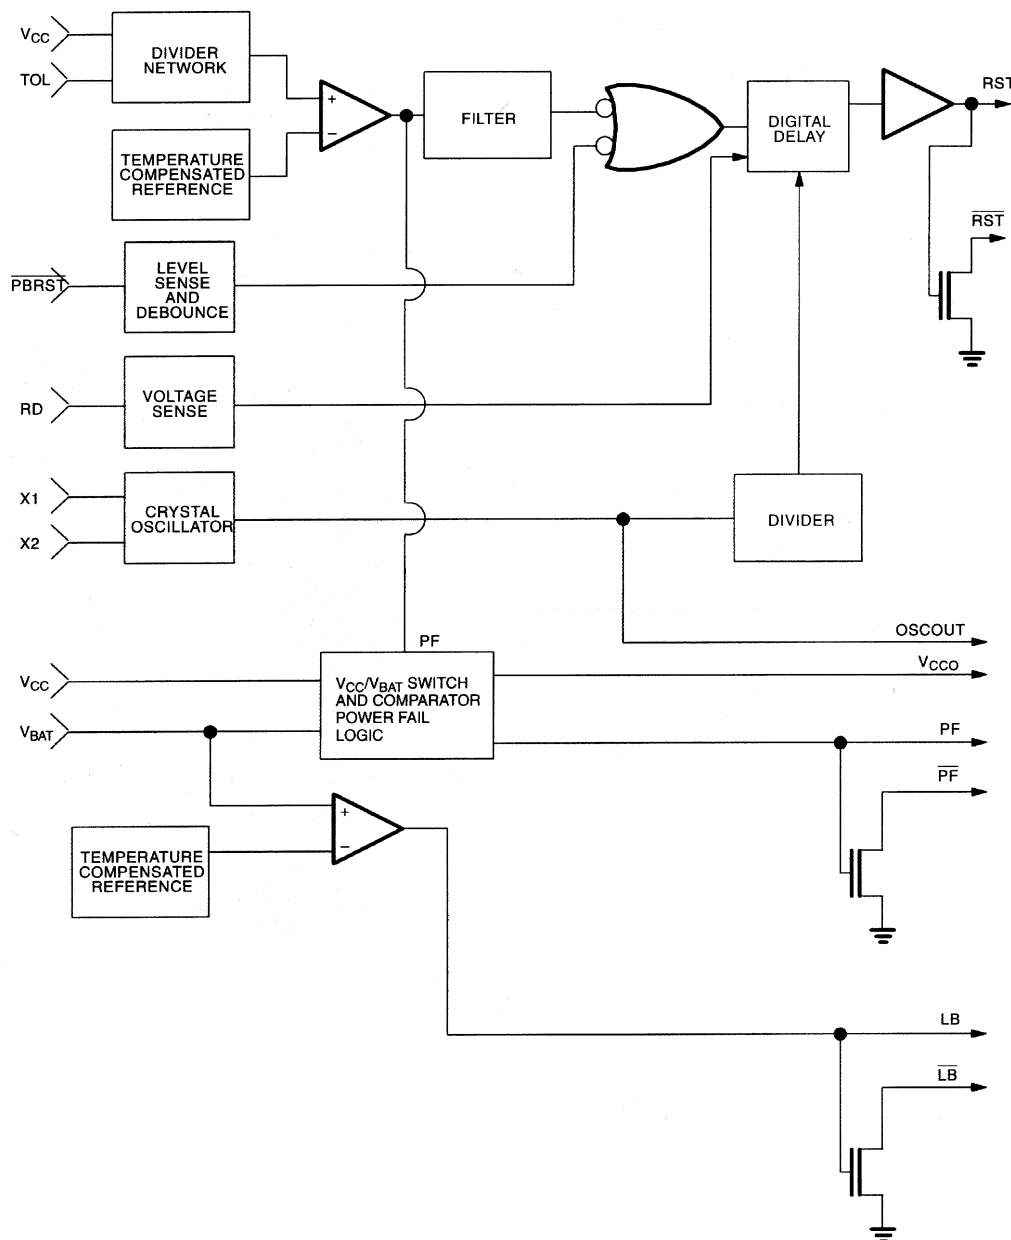 VCC
TOL
DIVIDER
NETWORK
+
−
TEMPERATURE
COMPENSATED
REFERENCE
FILTER
DIGITAL
DELAY
RST
RST
PBRST
LEVEL
SENSE
AND
DEBOUNCE
RD
VOLTAGE
SENSE
X1
X2
CRYSTAL
OSCILLATOR
DIVIDER
OSCOUT
PF
VCC
VBAT
VCC/VBAT SWITCH
AND COMPARATOR
POWER FAIL
LOGIC
VCCO
PF
PF
+
−
TEMPERATURE
COMPENSATED
REFERENCE
LB
LB